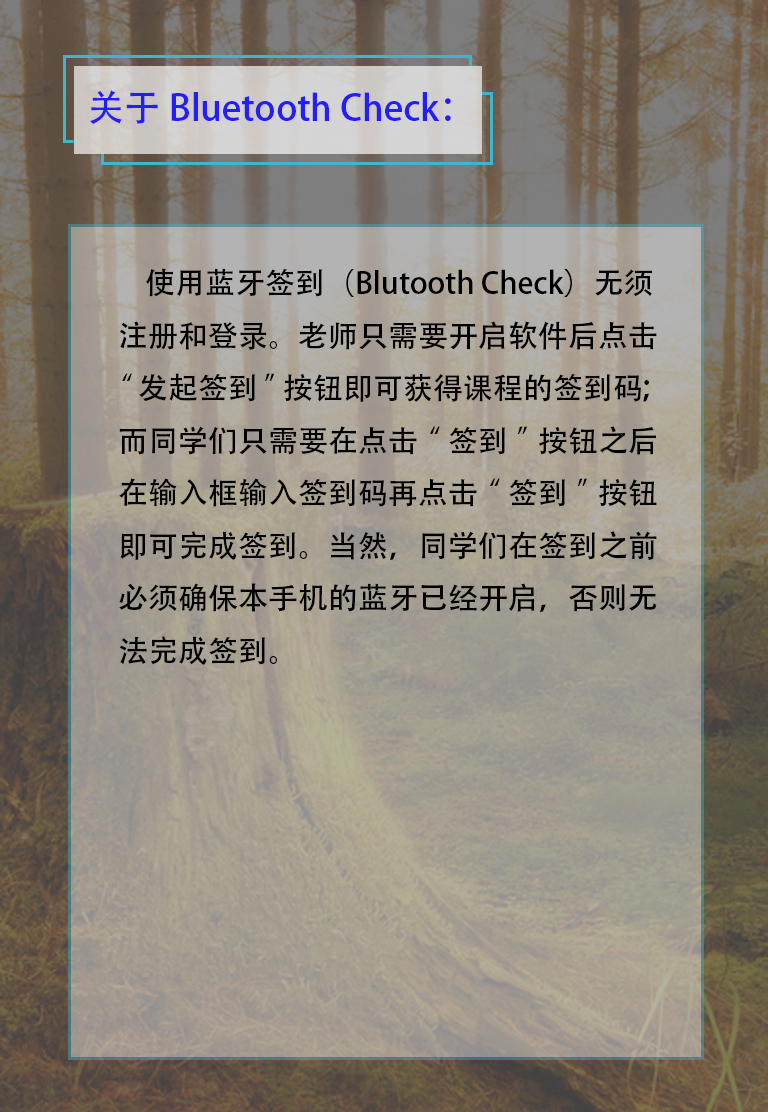 关于 Bluetooth Check：
使用蓝牙签到（Blutooth Check）无须
注册和登录。老师只需要开启软件后点击
“发起签到”按钮即可获得课程的签到码;
而同学们只需要在点击“签到”按钮之后
在输入框输入签到码再点击“签到”按钮
即可完成签到。当然，同学们在签到之前
必须确保本手机的蓝牙已经开启，否则无
法完成签到。